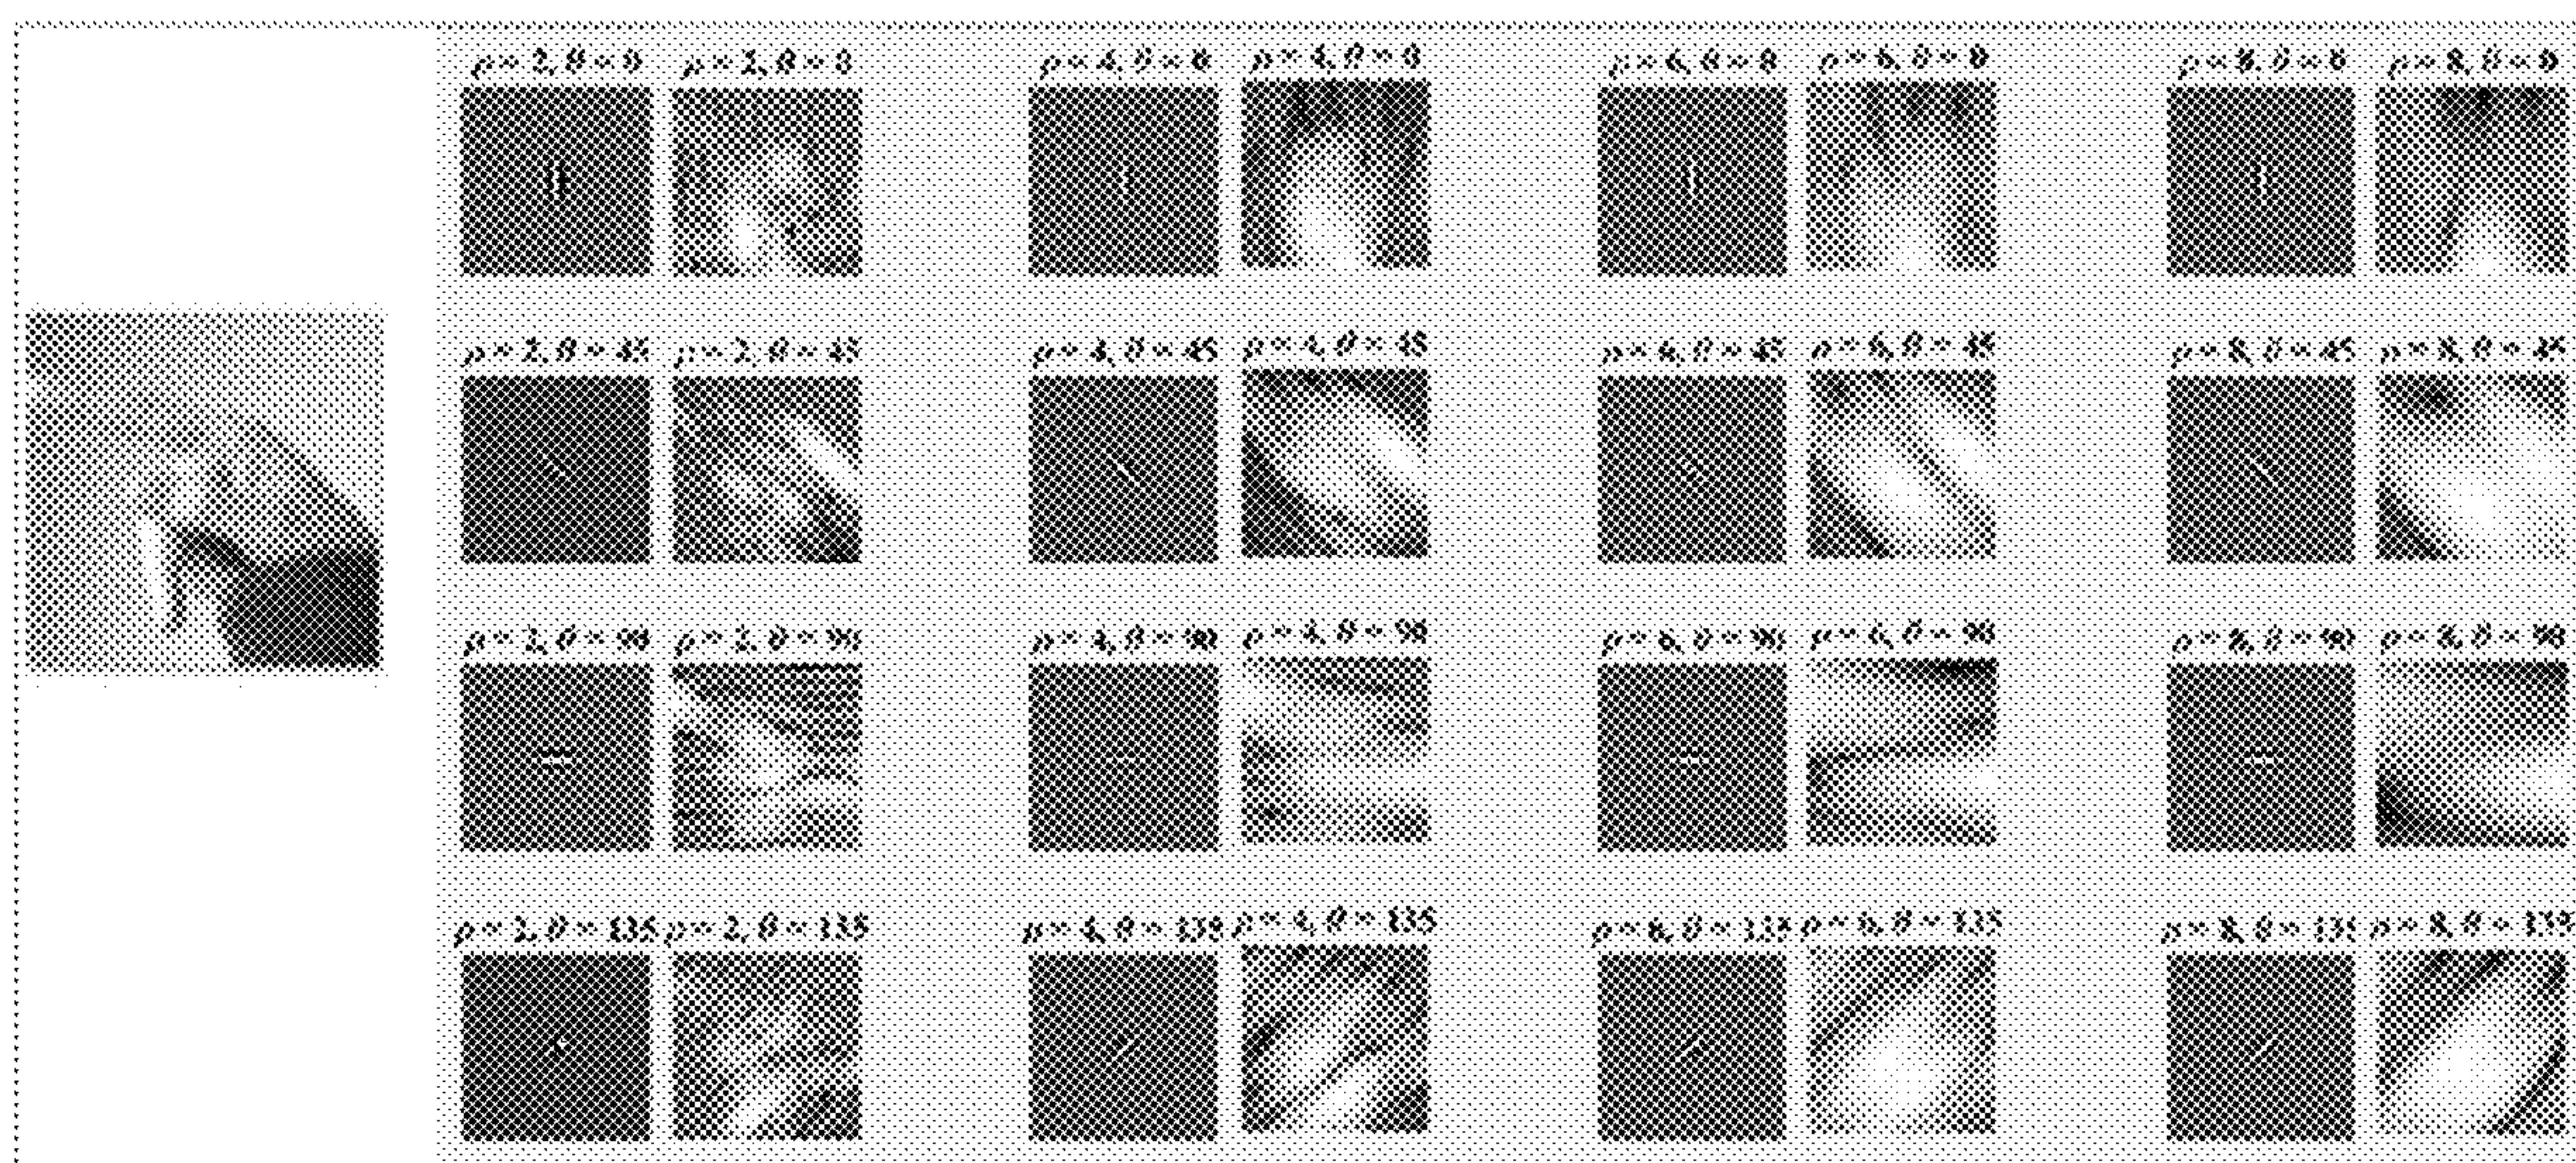 ρ = 2, θ = 0 ρ = 2, θ = 0 ρ = 4, θ = 0 ρ = 4, θ = 0 ρ = 6, θ = 0 ρ = 6, θ = 0 ρ = 8, θ = 0 ρ = 8, θ = 0
ρ = 2, θ = 45 ρ = 2, θ = 45 ρ = 4, θ = 45 ρ = 4, θ = 45 ρ = 6, θ = 45 ρ = 6, θ = 45 ρ = 8, θ = 45 ρ = 8, θ = 45
ρ = 2, θ = 90 ρ = 2, θ = 90 ρ = 4, θ = 90 ρ = 4, θ = 90 ρ = 6, θ = 90 ρ = 6, θ = 90 ρ = 8, θ = 90 ρ = 8, θ = 90
ρ = 2, θ = 135 ρ = 2, θ = 135 ρ = 4, θ = 135 ρ = 4, θ = 135 ρ = 6, θ = 135 ρ = 6, θ = 135 ρ = 8, θ = 135 ρ = 8, θ = 135